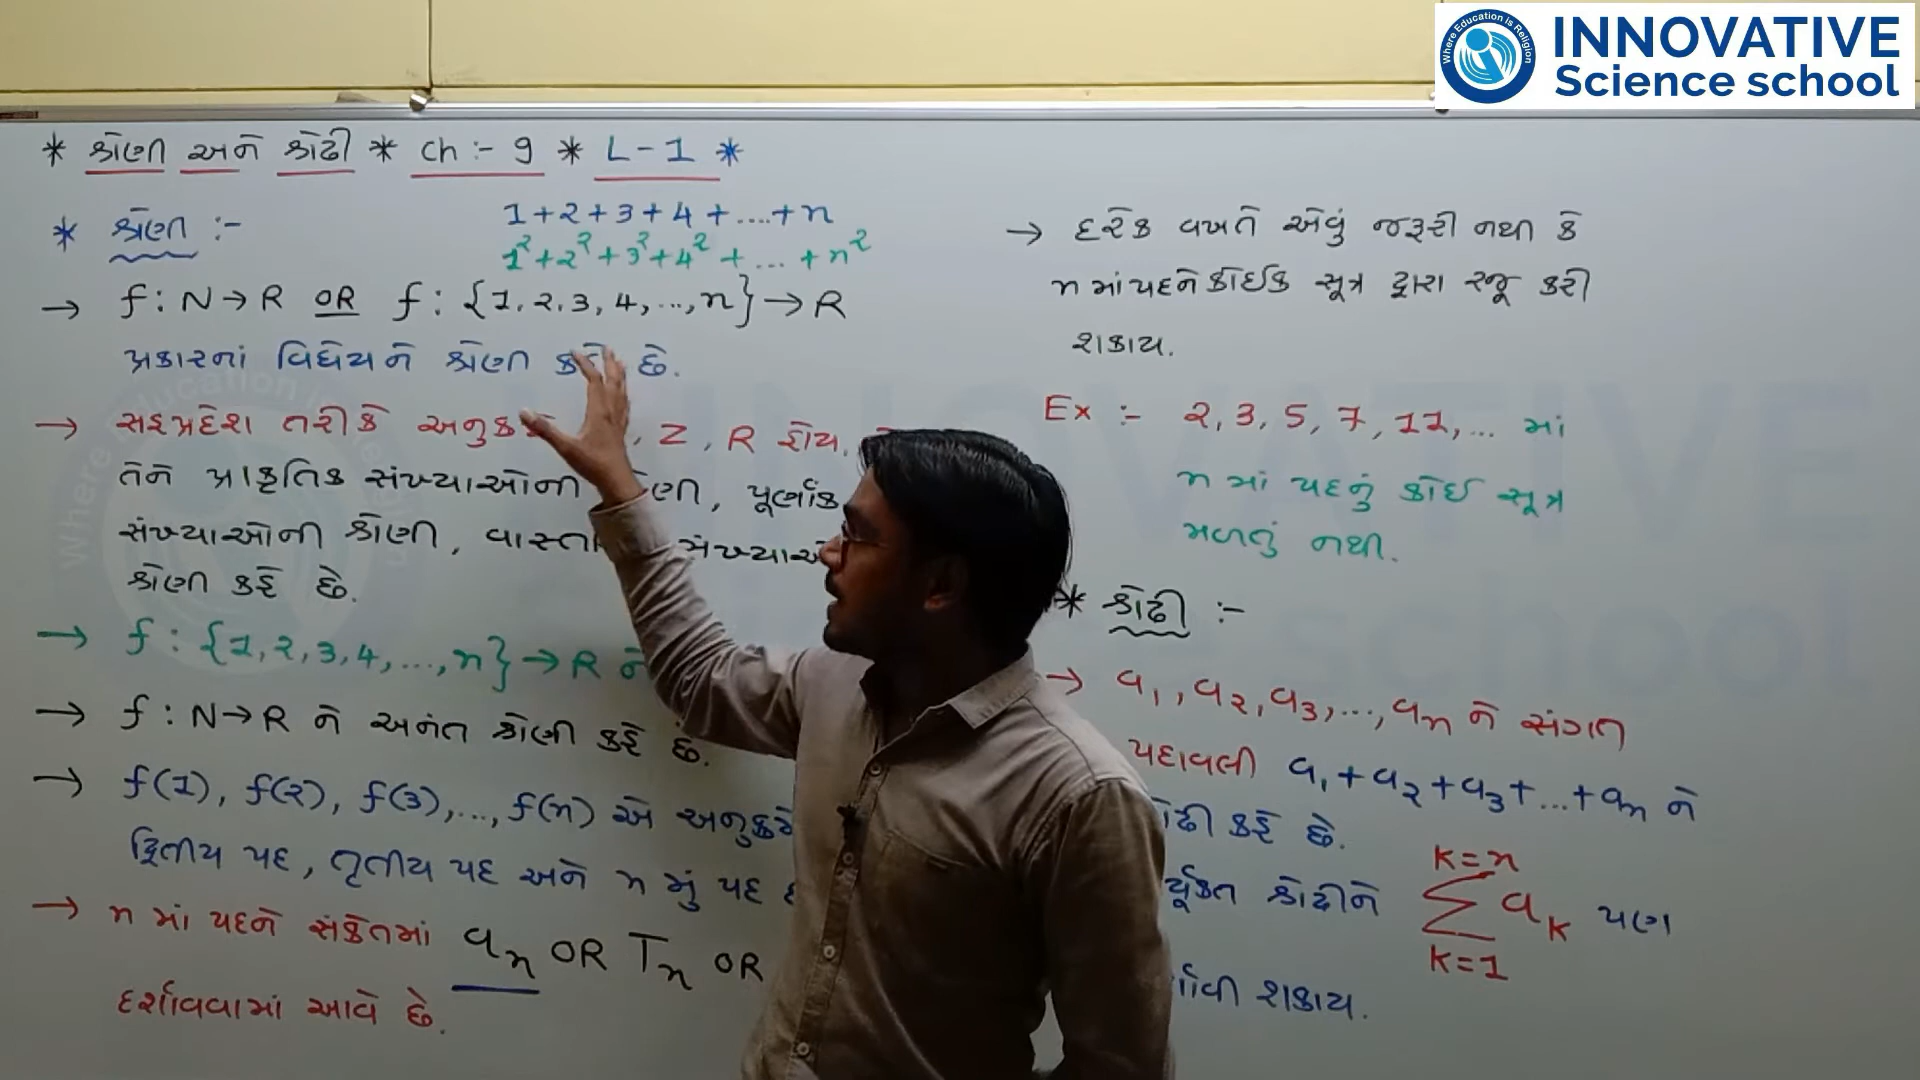 * શ્રેણી અને શ્રેઢી * Ch :- 9 * L-1 *
* શ્રેણી :-
1+2+3+4+....+n
1²+2²+3²+4²+...+n²
→ f : N→R OR f : {1,2,3,4,...,n}→R
પ્રકારનાં વિધેયને શ્રેણી કહે છે.
→ સહપ્રદેશ તરીકે , Z, R હોય,
તેને પ્રાકૃતિક સંખ્યાઓની , પૂર્ણાંક
સંખ્યાઓની શ્રેણી,
શ્રેણી કહે છે.
→ f : {1,2,3,4,...,n}→R ને
→ f : N→R ને અનંત શ્રેણી કહે છે.
→ f(1), f(2), f(3),..., f(n) એ
દ્વિતીય પદ, તૃતીય પદ અને n મું પદ
→ n માં પદને સંકેતમાં an OR Tn OR
દર્શાવવામાં આવે છે.
→ દરેક વખતે એવું જરૂરી નથી કે
n માં પદને કોઈક સૂત્ર દ્વારા રજૂ કરી
શકાય.
Ex :- 2, 3, 5, 7, 11,... માં
n માં પદનું કોઈ સૂત્ર
મળતું નથી.
* શ્રેઢી :-
→ a₁, a₂, a₃,..., an ને સંગત
પદાવલી a₁+a₂+a₃+...+an ને
કહે છે.
શ્રેઢીને k=n ∑ ak k=1 પણ
શકાય.
Where Education is Religion
INNOVATIVE
Science school